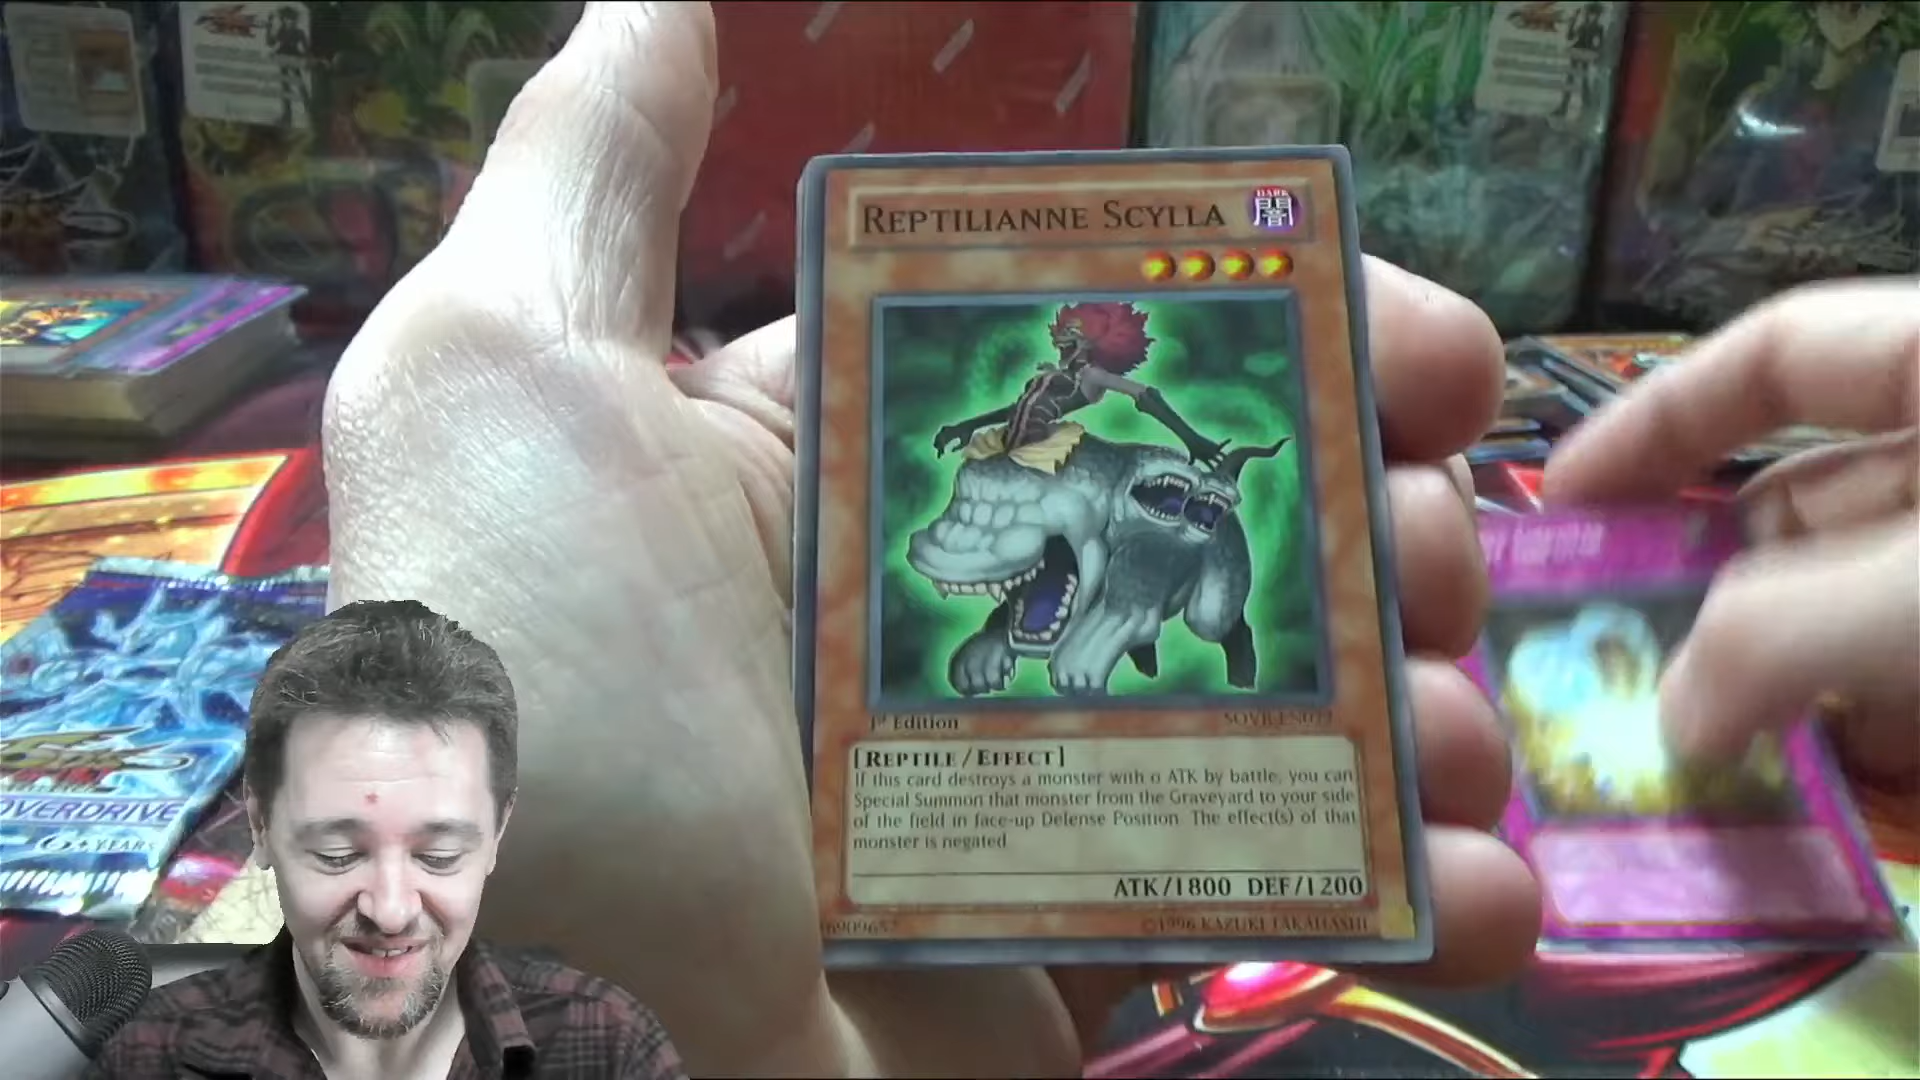 REPTILIANNE SCYLLA
DARK
闇
1st Edition
[REPTILE/EFFECT]
If this card destroys a monster with 0 ATK by battle, you can
Special Summon that monster from the Graveyard to your side
of the field in face-up Defense Position. The effect(s) of that
monster is negated.
ATK/1800 DEF/1200
©1996 KAZUKI TAKAHASHI
OVERDRIVE
6+ YEARS